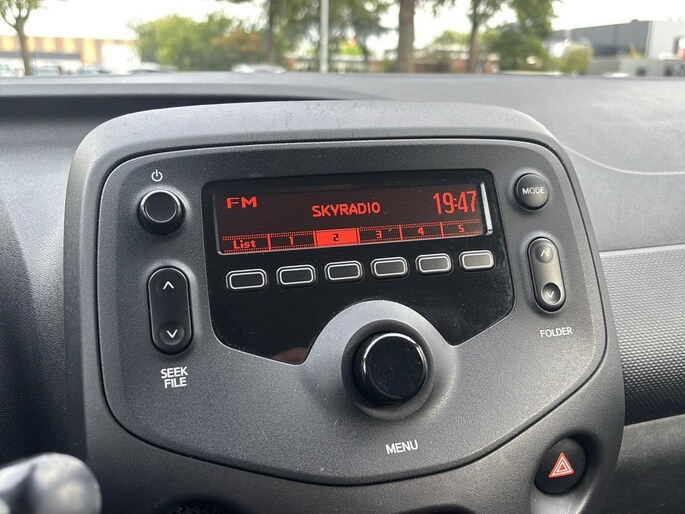 FM
SKYRADIO
19:47
MODE
List 1 2 3 4 5
SEEK
FILE
FOLDER
MENU